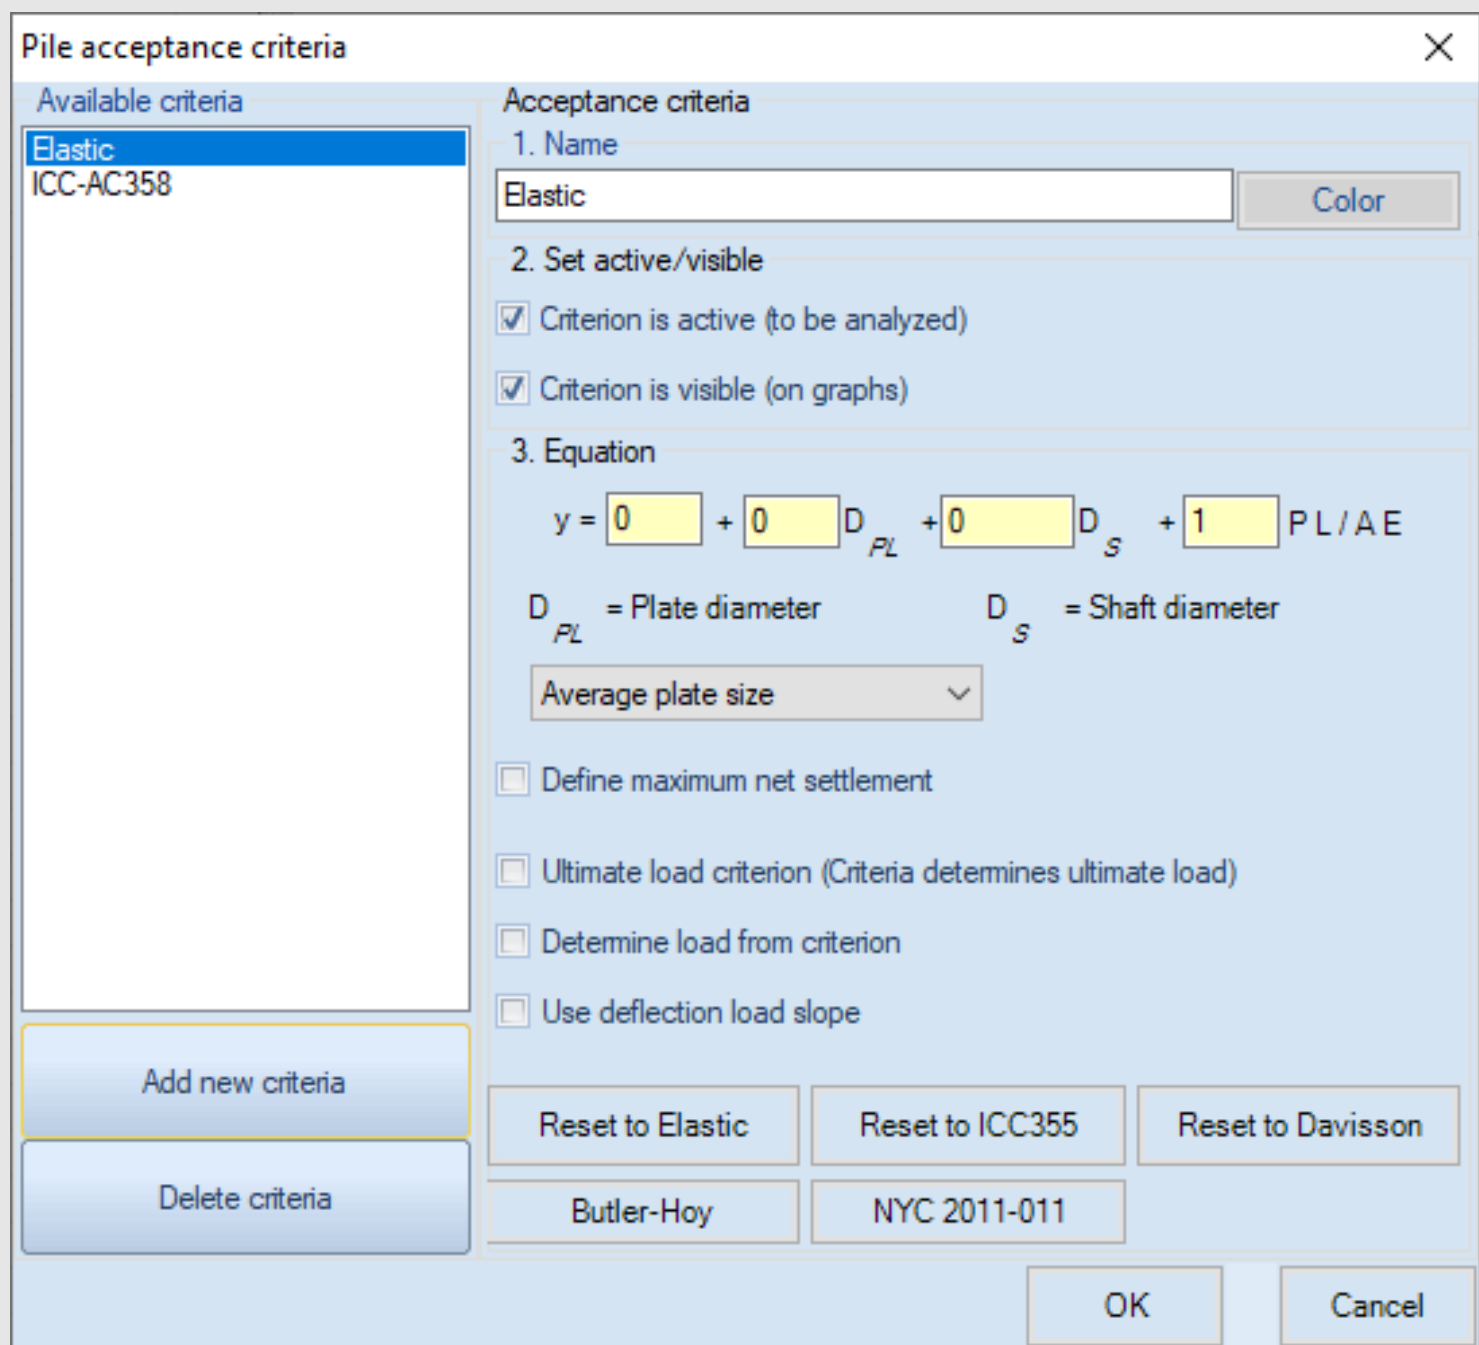 Pile acceptance criteria
Available criteria
Elastic
ICC-AC358
Add new criteria
Delete criteria
Acceptance criteria
1. Name
Elastic
Color
2. Set active/visible
Criterion is active (to be analyzed)
Criterion is visible (on graphs)
3. Equation
y = 0 + 0 D PL + 0 D S + 1 P L / A E
D PL = Plate diameter D S = Shaft diameter
Average plate size
Define maximum net settlement
Ultimate load criterion (Criteria determines ultimate load)
Determine load from criterion
Use deflection load slope
Reset to Elastic Reset to ICC355 Reset to Davisson
Butler-Hoy NYC 2011-011
OK Cancel